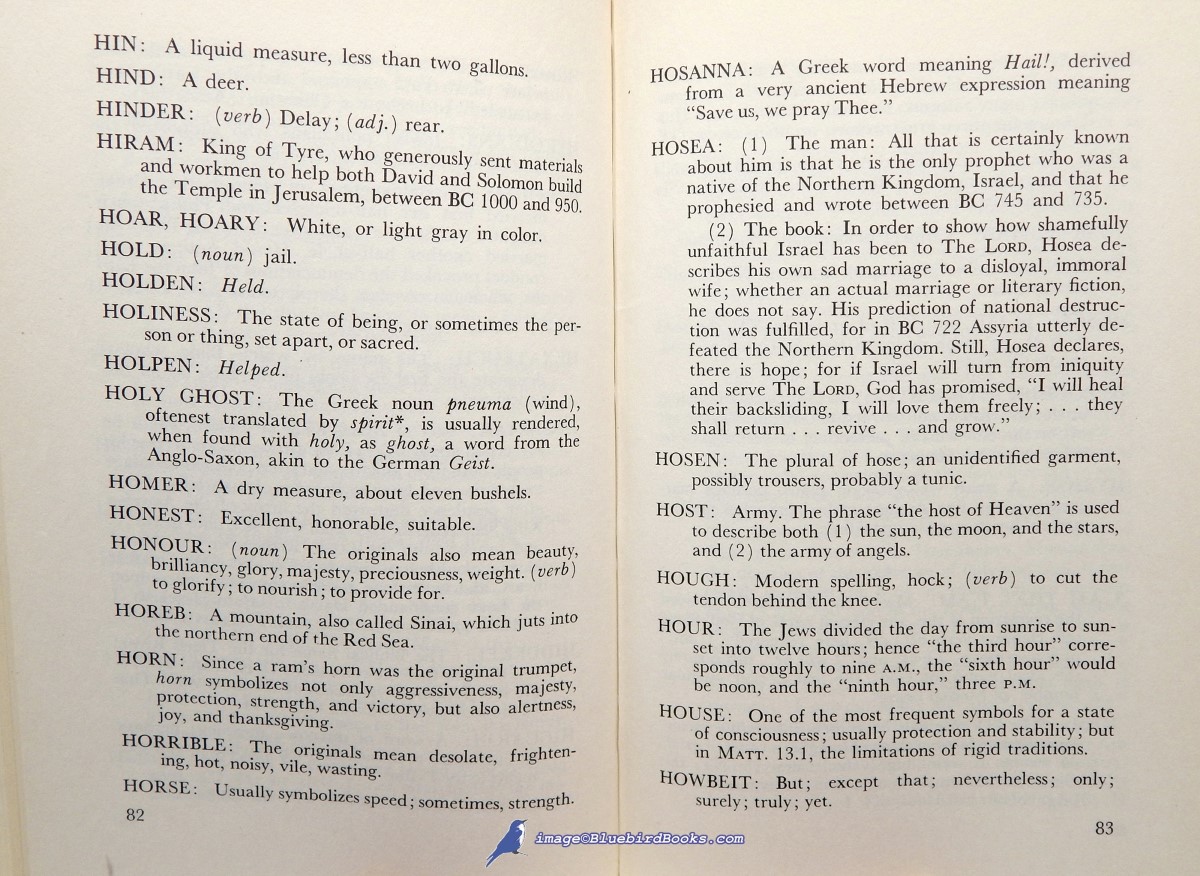 HIN: A liquid measure, less than two gallons.
HIND: A deer.
HINDER: (verb) Delay; (adj.) rear.
HIRAM: King of Tyre, who generously sent materials
and workmen to help both David and Solomon build
the Temple in Jerusalem, between BC 1000 and 950.
HOAR, HOARY: White, or light gray in color.
HOLD: (noun) jail.
HOLDEN: Held.
HOLINESS: The state of being, or sometimes the per-
son or thing, set apart, or sacred.
HOLPEN: Helped.
HOLY GHOST: The Greek noun pneuma (wind),
oftenest translated by spirit*, is usually rendered,
when found with holy, as ghost, a word from the
Anglo-Saxon, akin to the German Geist.
HOMER: A dry measure, about eleven bushels.
HONEST: Excellent, honorable, suitable.
HONOUR: (noun) The originals also mean beauty,
brilliancy, glory, majesty, preciousness, weight. (verb)
to glorify; to nourish; to provide for.
HOREB: A mountain, also called Sinai, which juts into
the northern end of the Red Sea.
HORN: Since a ram's horn was the original trumpet,
horn symbolizes not only aggressiveness, majesty,
protection, strength, and victory, but also alertness,
joy, and thanksgiving.
HORRIBLE: The originals mean desolate, frighten-
ing, hot, noisy, vile, wasting.
HORSE: Usually symbolizes speed; sometimes, strength.
82
HOSANNA: A Greek word meaning Hail!, derived
from a very ancient Hebrew expression meaning
"Save us, we pray Thee."
HOSEA: (1) The man: All that is certainly known
about him is that he is the only prophet who was a
native of the Northern Kingdom, Israel, and that he
prophesied and wrote between BC 745 and 735.
(2) The book: In order to show how shamefully
unfaithful Israel has been to The LORD, Hosea de-
scribes his own sad marriage to a disloyal, immoral
wife; whether an actual marriage or literary fiction,
he does not say. His prediction of national destruc-
tion was fulfilled, for in BC 722 Assyria utterly de-
feated the Northern Kingdom. Still, Hosea declares,
there is hope; for if Israel will turn from iniquity
and serve The LORD, God has promised, "I will heal
their backsliding, I will love them freely; . . . they
shall return . . . revive . . . and grow."
HOSEN: The plural of hose; an unidentified garment,
possibly trousers, probably a tunic.
HOST: Army. The phrase "the host of Heaven" is used
to describe both (1) the sun, the moon, and the stars,
and (2) the army of angels.
HOUGH: Modern spelling, hock; (verb) to cut the
tendon behind the knee.
HOUR: The Jews divided the day from sunrise to sun-
set into twelve hours; hence "the third hour" corre-
sponds roughly to nine A.M., the "sixth hour" would
be noon, and the "ninth hour," three P.M.
HOUSE: One of the most frequent symbols for a state
of consciousness; usually protection and stability; but
in MATT. 13.1, the limitations of rigid traditions.
HOWBEIT: But; except that; nevertheless; only;
surely; truly; yet.
83
image©BluebirdBooks.com